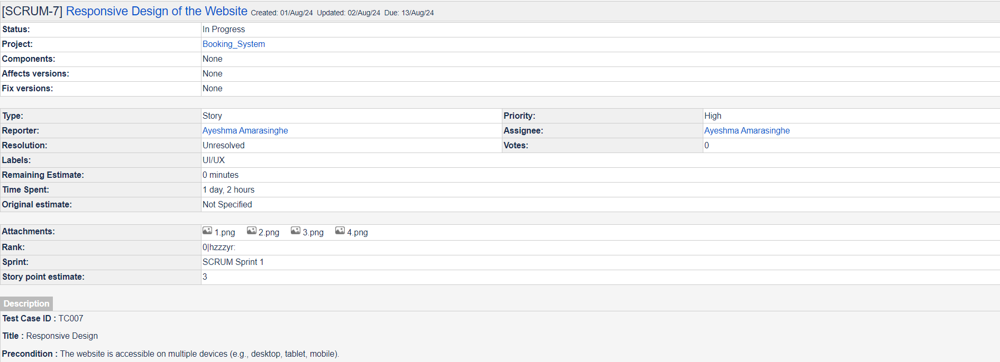 [SCRUM-7] Responsive Design of the Website Created: 01/Aug/24 Updated: 02/Aug/24 Due: 13/Aug/24
Status: In Progress
Project: Booking_System
Components: None
Affects versions: None
Fix versions: None
Type: Story Priority: High
Reporter: Ayeshma Amarasinghe Assignee: Ayeshma Amarasinghe
Resolution: Unresolved Votes: 0
Labels: UI/UX
Remaining Estimate: 0 minutes
Time Spent: 1 day, 2 hours
Original estimate: Not Specified
Attachments: 1.png 2.png 3.png 4.png
Rank: 0|hzzzyr:
Sprint: SCRUM Sprint 1
Story point estimate: 3
Description
Test Case ID : TC007
Title : Responsive Design
Precondition : The website is accessible on multiple devices (e.g., desktop, tablet, mobile).